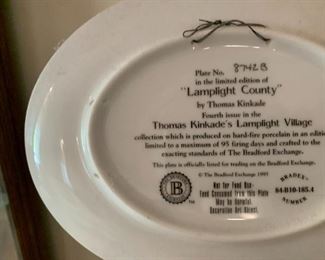 Plate No. 8742B
in the limited edition of
"Lamplight County"
by Thomas Kinkade
Fourth issue in the
Thomas Kinkade's Lamplight Village
collection which is produced on hard-fire porcelain in an edition
limited to a maximum of 95 firing days and crafted to the
exacting standards of The Bradford Exchange.
This plate is officially listed for trading on the Bradford Exchange.
© The Bradford Exchange 1995
B
Not for Food Use-
Food Consumed from this Plate
May be Harmful.
Decoration Art-Object.
BRADEX
84-B10-185.4
NUMBER